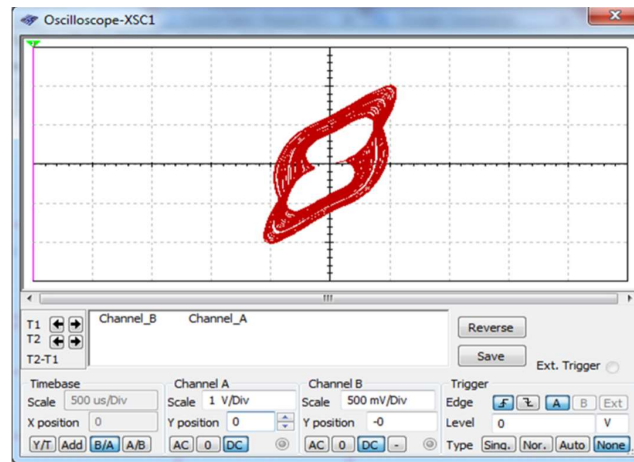 Oscilloscope-XSC1
T1
T2
T2-T1
Channel_B Channel_A
Reverse
Save
Ext. Trigger
Timebase
Scale 500 us/Div
X position 0
Y/T Add B/A A/B
Channel A
Scale 1 V/Div
Y position 0
AC 0 DC
Channel B
Scale 500 mV/Div
Y position -0
AC 0 DC -
Trigger
Edge A B Ext
Level 0 V
Type Sing. Nor. Auto None